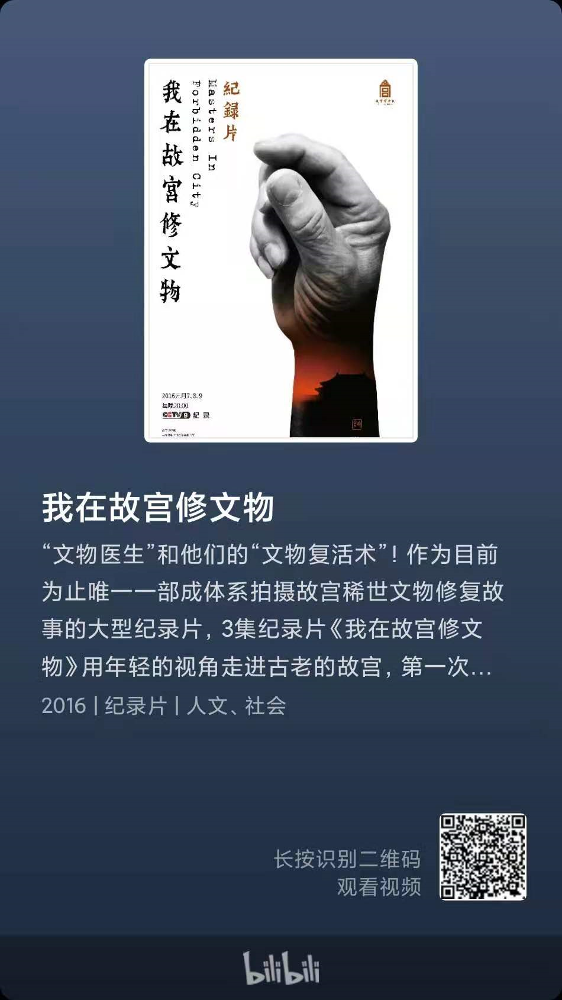 我在故宫修文物
Masters In
Forbidden City
紀録片
2016元月7、8、9
每晚20:00
CCTV9 纪录
我在故宫修文物
“文物医生”和他们的“文物复活术”！作为目前
为止唯一一部成体系拍摄故宫稀世文物修复故
事的大型纪录片，3集纪录片《我在故宫修文
物》用年轻的视角走进古老的故宫，第一次...
2016 | 纪录片 | 人文、社会
长按识别二维码
观看视频
bilibili